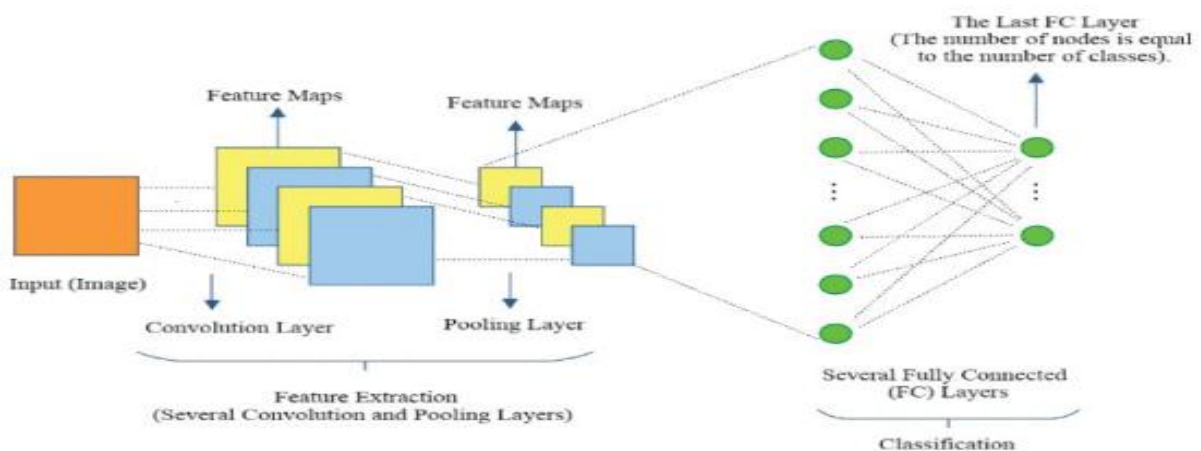 The Last FC Layer
(The number of nodes is equal
to the number of classes).
Feature Maps
Feature Maps
Input (Image)
Convolution Layer
Pooling Layer
Feature Extraction
(Several Convolution and Pooling Layers)
Several Fully Connected
(FC) Layers
Classification